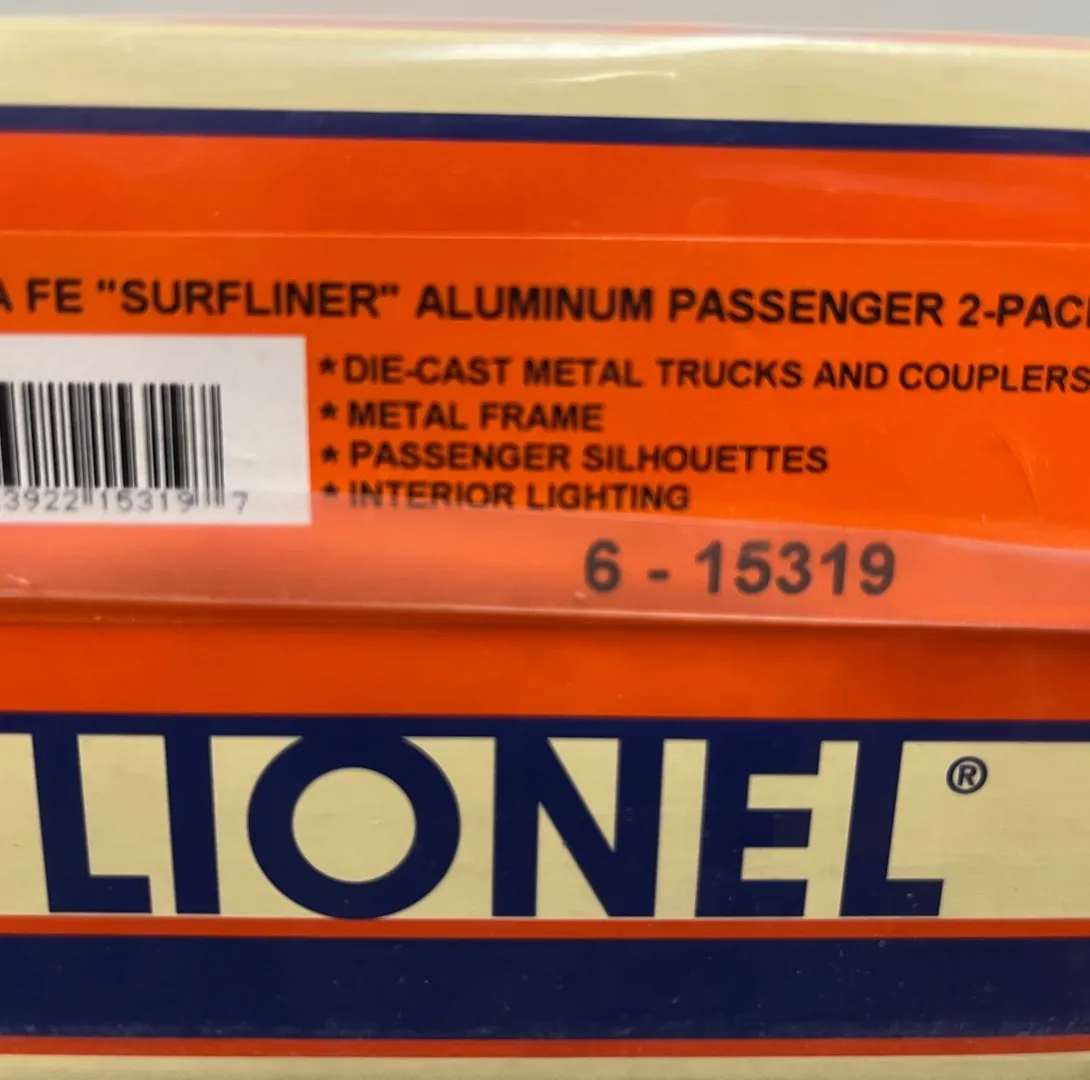 A FE "SURFLINER" ALUMINUM PASSENGER 2-PAC
* DIE-CAST METAL TRUCKS AND COUPLERS
* METAL FRAME
* PASSENGER SILHOUETTES
* INTERIOR LIGHTING
3922 15319 7
6 - 15319
LIONEL®